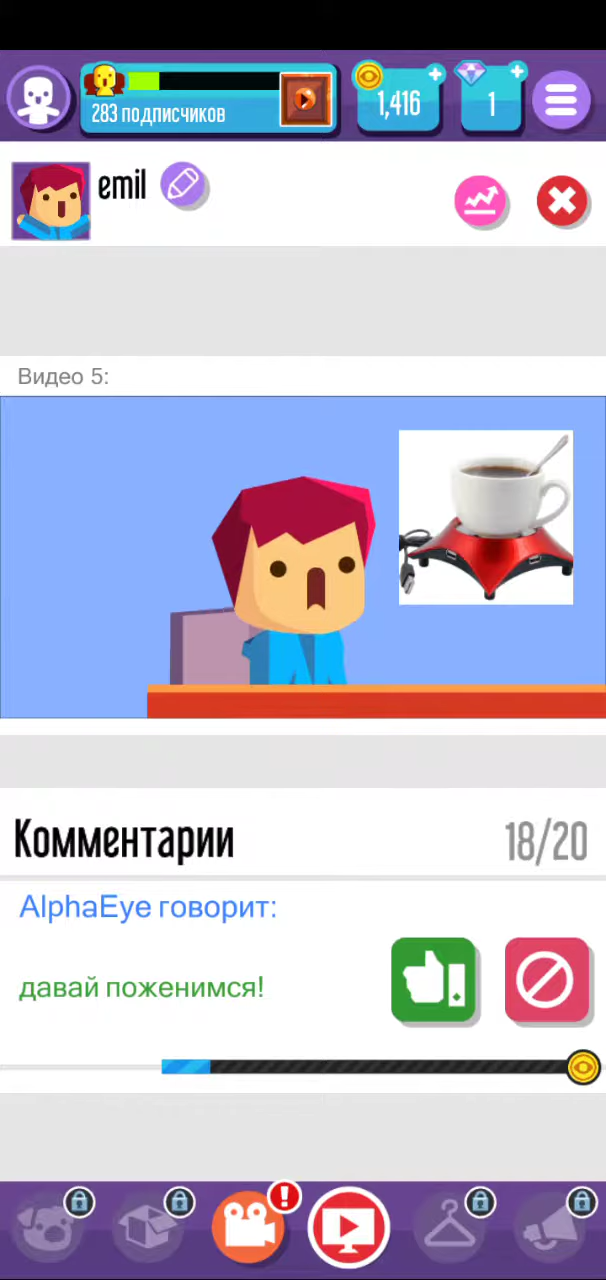 283 подписчиков
1,416
1
emil
Видео 5:
Комментарии
18/20
AlphaEye говорит:
давай поженимся!